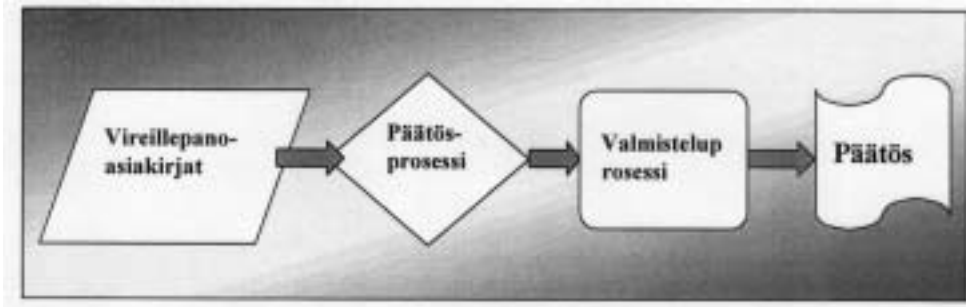 Vireillepano-
asiakirjat
Päätös-
prosessi
Valmistelup
rosessi
Päätös